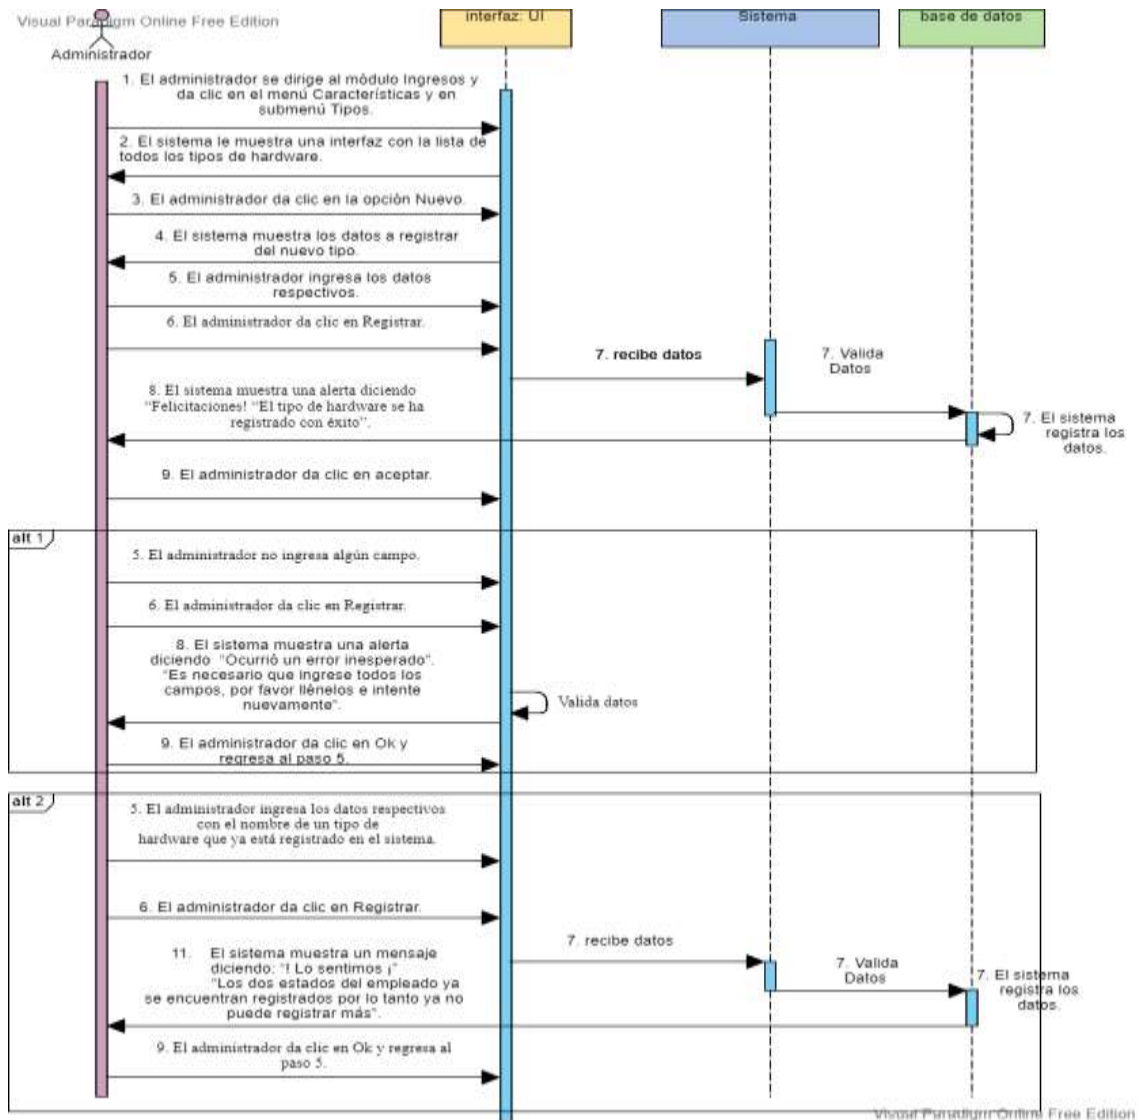 Visual Paradigm Online Free Edition
Administrador
interfaz: UI
Sistema
base de datos
1. El administrador se dirige al módulo Ingresos y
da clic en el menú Características y en
submenú Tipos.
2. El sistema le muestra una interfaz con la lista de
todos los tipos de hardware.
3. El administrador da clic en la opción Nuevo.
4. El sistema muestra los datos a registrar
del nuevo tipo.
5. El administrador ingresa los datos
respectivos.
6. El administrador da clic en Registrar.
7. recibe datos
7. Valida
Datos
8. El sistema muestra una alerta diciendo
“Felicitaciones! “El tipo de hardware se ha
registrado con éxito”.
7. El sistema
registra los
datos.
9. El administrador da clic en aceptar.
alt 1
5. El administrador no ingresa algún campo.
6. El administrador da clic en Registrar.
8. El sistema muestra una alerta
diciendo "Ocurrió un error inesperado".
"Es necesario que ingrese todos los
campos, por favor llénelos e intente
nuevamente".
Valida datos
9. El administrador da clic en Ok y
regresa al paso 5.
alt 2
5. El administrador ingresa los datos respectivos
con el nombre de un tipo de
hardware que ya está registrado en el sistema.
6. El administrador da clic en Registrar.
7. recibe datos
11. El sistema muestra un mensaje
diciendo: "! Lo sentimos ¡"
"Los dos estados del empleado ya
se encuentran registrados por lo tanto ya no
puede registrar más".
7. Valida
Datos
7. El sistema
registra los
datos.
9. El administrador da clic en Ok y regresa al
paso 5.
Visual Paradigm Online Free Edition